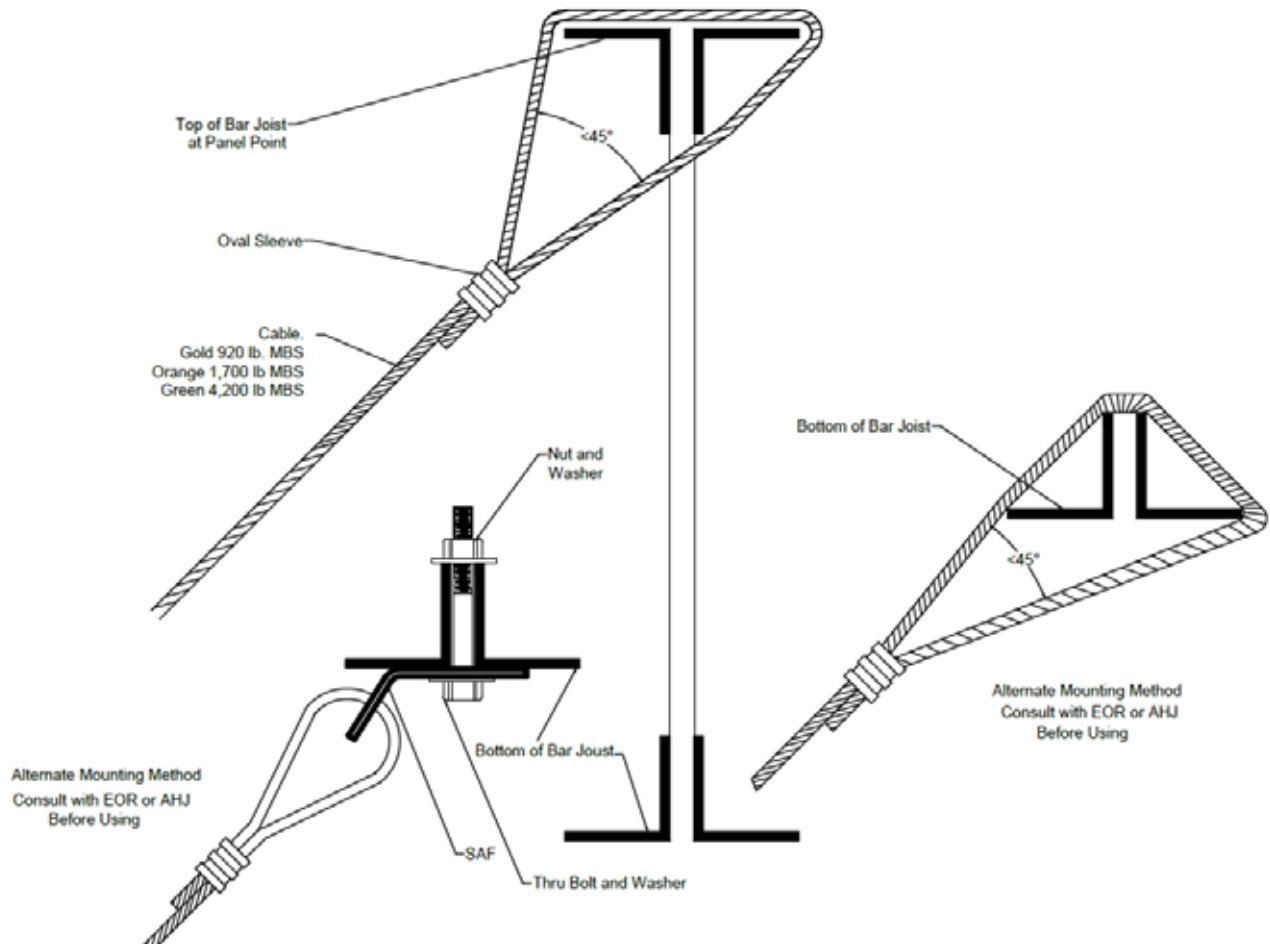 Top of Bar Joist
at Panel Point
<45°
Oval Sleeve
Cable.
Gold 920 lb. MBS
Orange 1,700 lb MBS
Green 4,200 lb MBS
Nut and
Washer
Bottom of Bar Joist
<45°
Alternate Mounting Method
Consult with EOR or AHJ
Before Using
Bottom of Bar Joust
Alternate Mounting Method
Consult with EOR or AHJ
Before Using
SAF
Thru Bolt and Washer